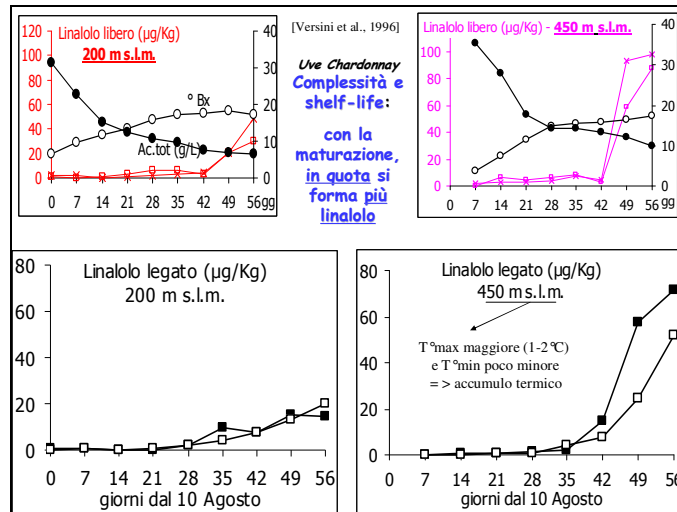 Linalolo libero (µg/Kg)
200 m s.l.m.
120
100
80
60
40
20
0
40
30
20
10
0
° Bx
Ac.tot (g/L)
0 7 14 21 28 35 42 49 56 gg
[Versini et al., 1996]
Uve Chardonnay
Complessità e
shelf-life:
con la
maturazione,
in quota si
forma più
linalolo
Linalolo libero (µg/Kg) - 450 m s.l.m.
100
80
60
40
20
0
40
30
20
10
0
0 7 14 21 28 35 42 49 56 gg
Linalolo legato (µg/Kg)
200 m s.l.m.
80
60
40
20
0
0 7 14 21 28 35 42 49 56
giorni dal 10 Agosto
Linalolo legato (µg/Kg)
450 m s.l.m.
80
60
40
20
0
T°max maggiore (1-2°C)
e T°min poco minore
= > accumulo termico
0 7 14 21 28 35 42 49 56
giorni dal 10 Agosto